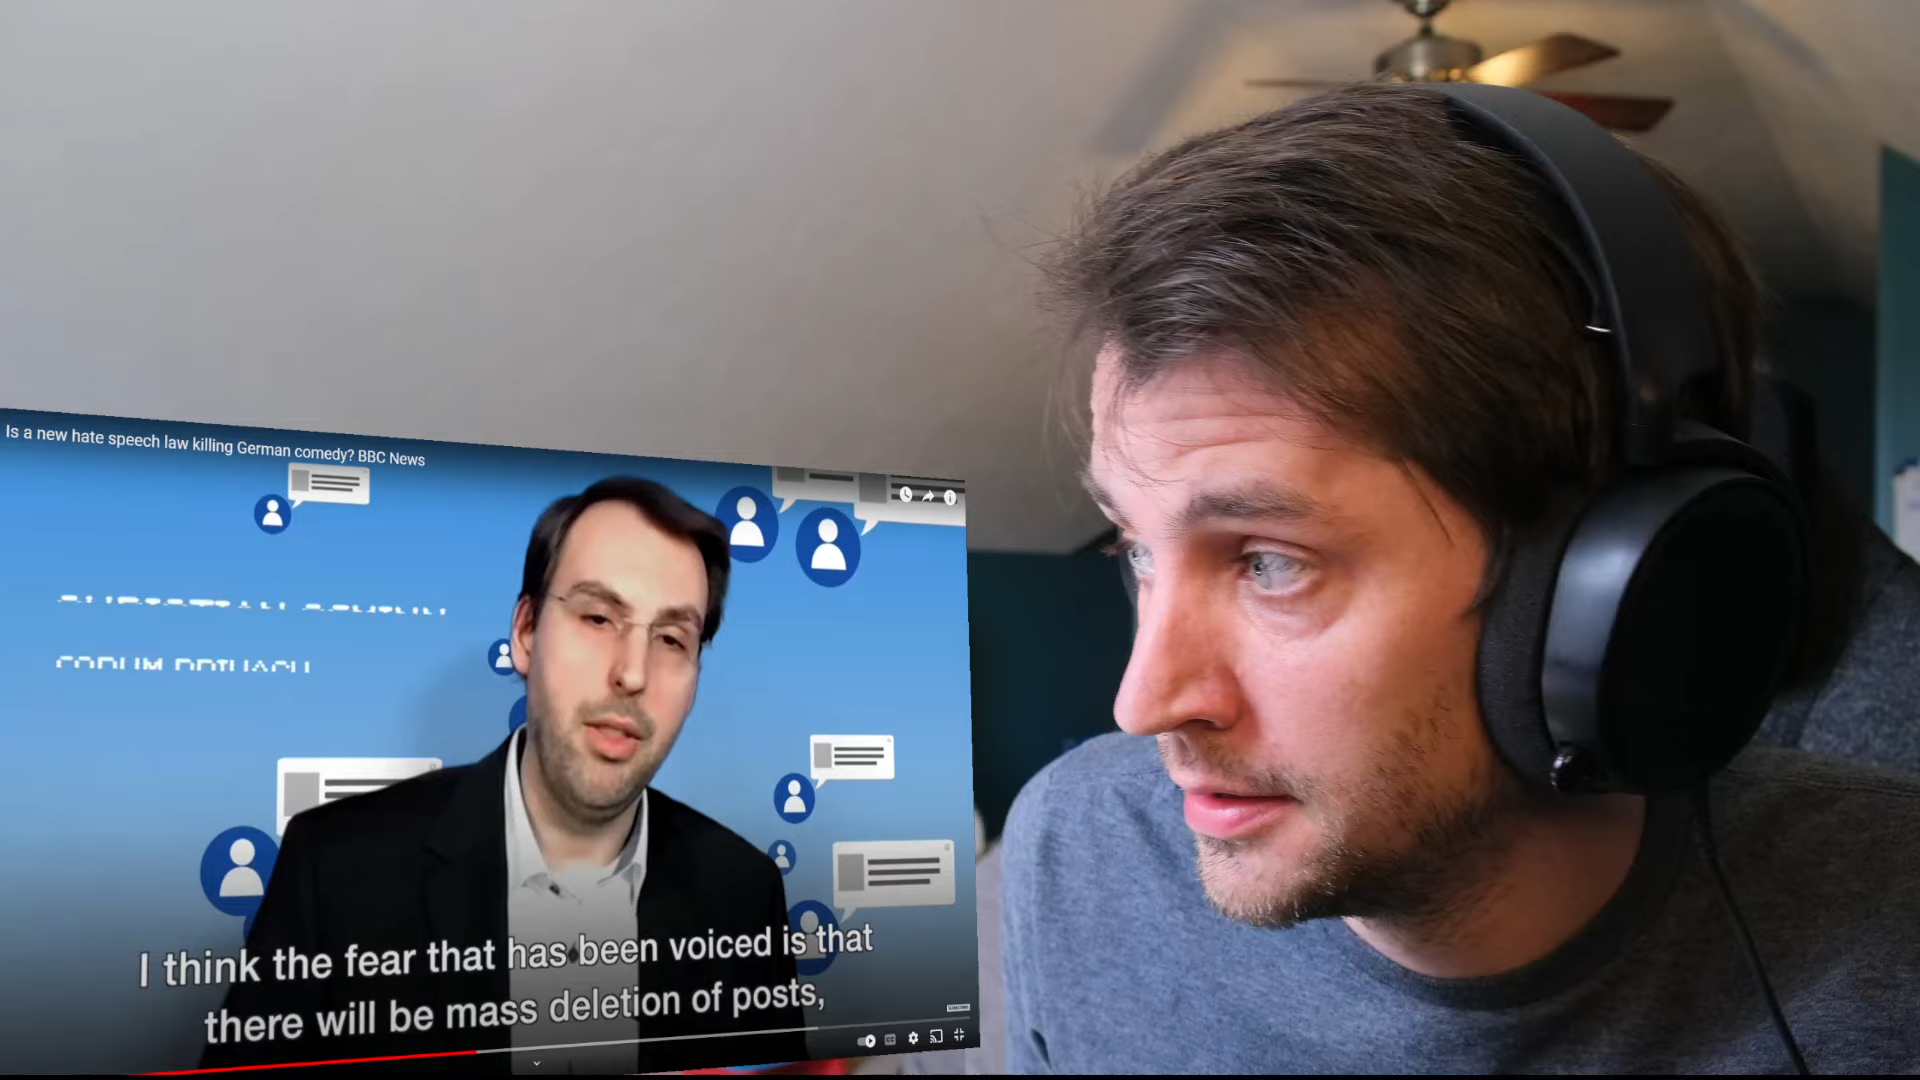 Is a new hate speech law killing German comedy? BBC News
I think the fear that has been voiced is that
there will be mass deletion of posts,